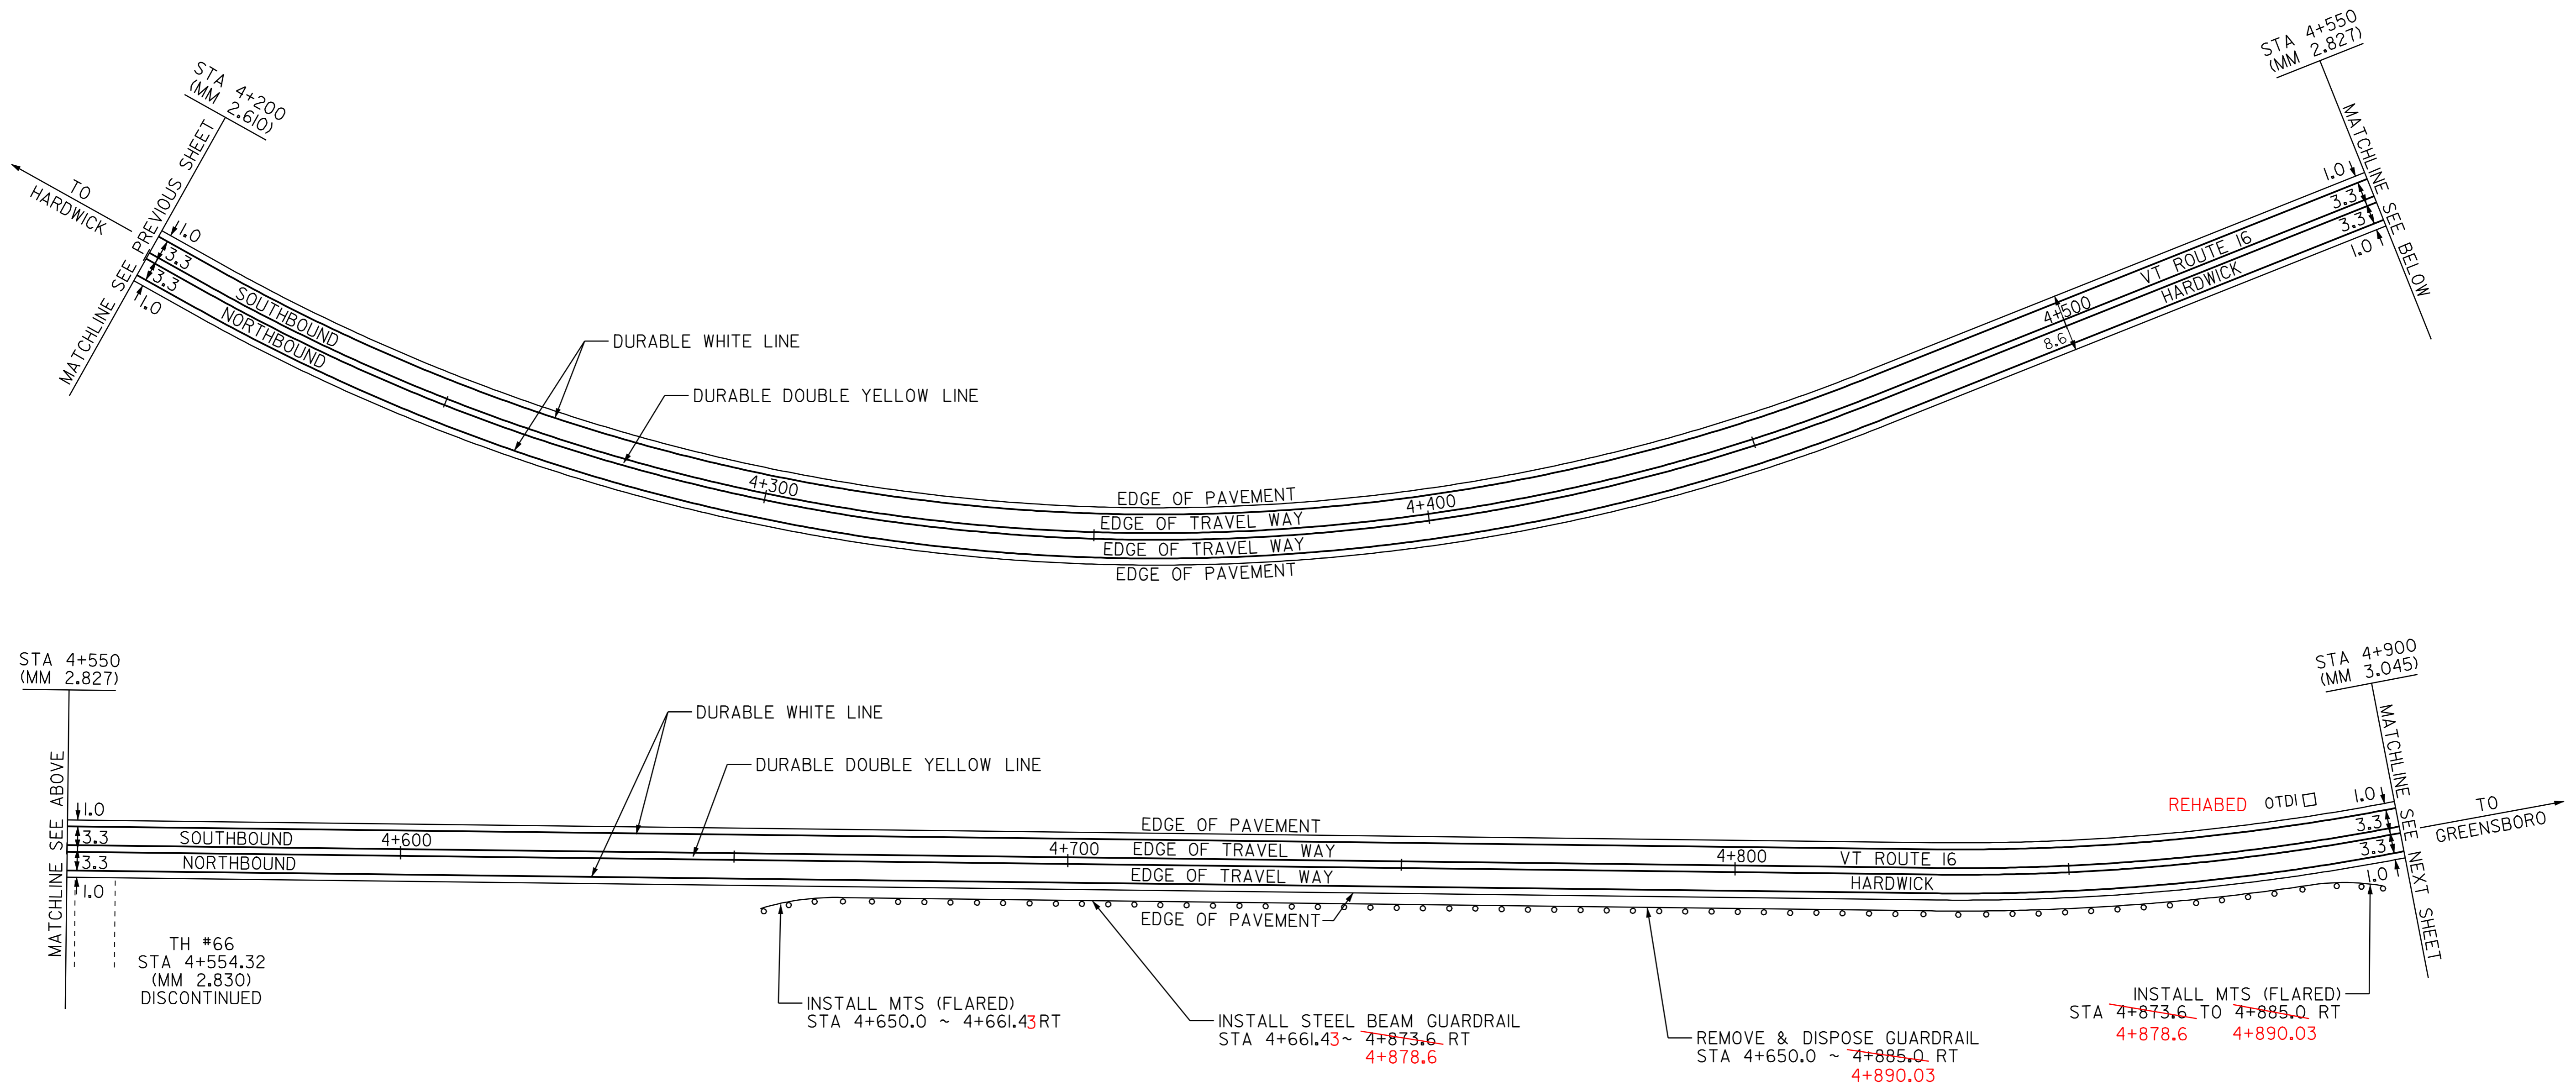 STA 4+200
(MM 2.610)
MATCHLINE SEE PREVIOUS SHEET
TO
HARDWICK
1.0
3.3
3.3
1.0
SOUTHBOUND
NORTHBOUND
DURABLE WHITE LINE
DURABLE DOUBLE YELLOW LINE
4+300
EDGE OF PAVEMENT
EDGE OF TRAVEL WAY
EDGE OF TRAVEL WAY
EDGE OF PAVEMENT
4+400
4+500
8.6
VT ROUTE 16
HARDWICK
1.0
3.3
3.3
1.0
STA 4+550
(MM 2.827)
MATCHLINE SEE BELOW
STA 4+550
(MM 2.827)
MATCHLINE SEE ABOVE
1.0
3.3
3.3
1.0
SOUTHBOUND
NORTHBOUND
4+600
TH #66
STA 4+554.32
(MM 2.830)
DISCONTINUED
DURABLE WHITE LINE
DURABLE DOUBLE YELLOW LINE
4+700
EDGE OF PAVEMENT
EDGE OF TRAVEL WAY
EDGE OF TRAVEL WAY
EDGE OF PAVEMENT
4+800
VT ROUTE 16
HARDWICK
REHABED OTDI
1.0
3.3
3.3
1.0
STA 4+900
(MM 3.045)
MATCHLINE SEE NEXT SHEET
TO
GREENSBORO
INSTALL MTS (FLARED)
STA 4+650.0 ~ 4+661.43 RT
INSTALL STEEL BEAM GUARDRAIL
STA 4+661.43 ~ 4+873.6 RT
4+878.6
REMOVE & DISPOSE GUARDRAIL
STA 4+650.0 ~ 4+885.0 RT
4+890.03
INSTALL MTS (FLARED)
STA 4+873.6 TO 4+885.0 RT
4+878.6 4+890.03